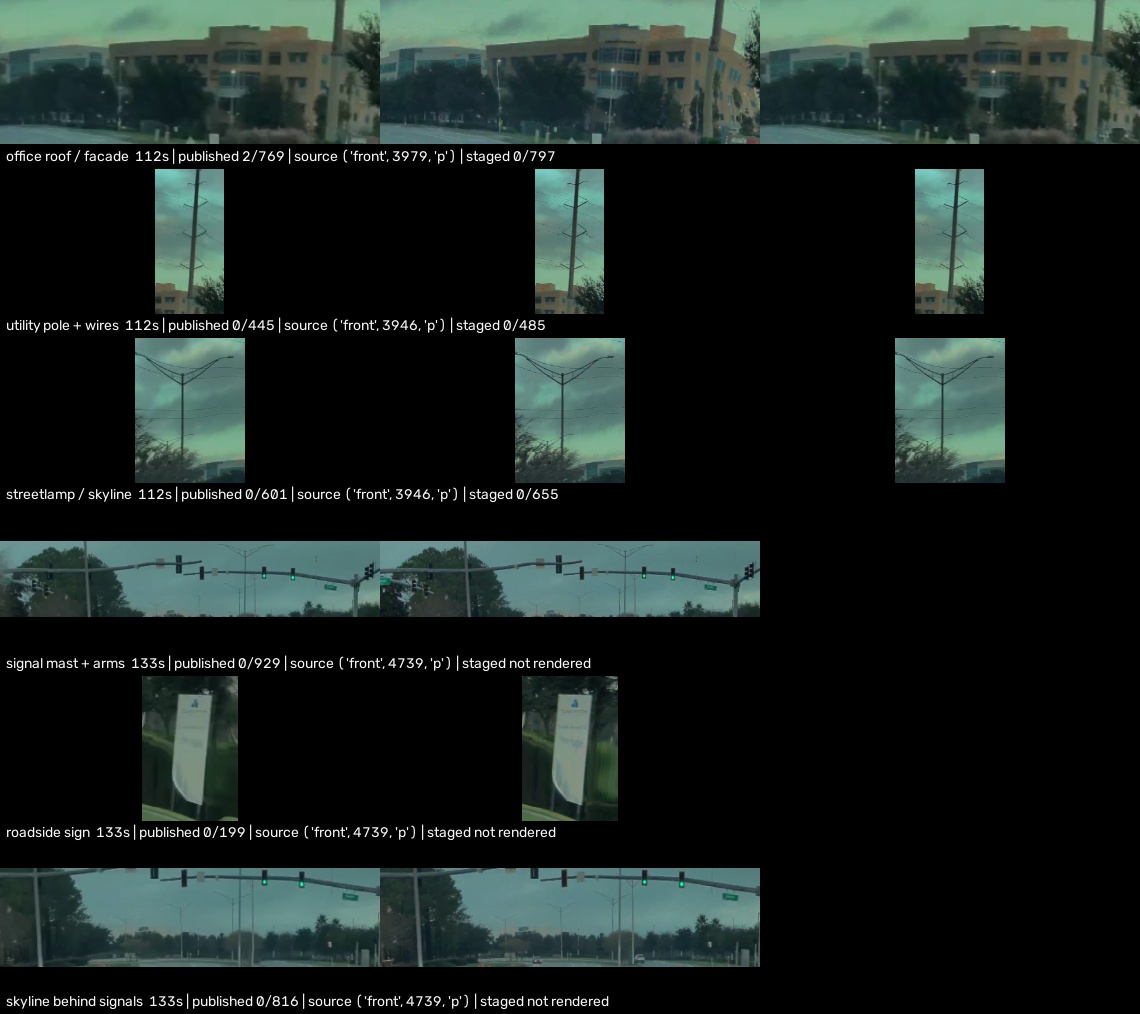 office roof / facade 112s | published 2/769 | source ('front', 3979, 'p') | staged 0/797
utility pole + wires 112s | published 0/445 | source ('front', 3946, 'p') | staged 0/485
streetlamp / skyline 112s | published 0/601 | source ('front', 3946, 'p') | staged 0/655
signal mast + arms 133s | published 0/929 | source ('front', 4739, 'p') | staged not rendered
roadside sign 133s | published 0/199 | source ('front', 4739, 'p') | staged not rendered
skyline behind signals 133s | published 0/816 | source ('front', 4739, 'p') | staged not rendered